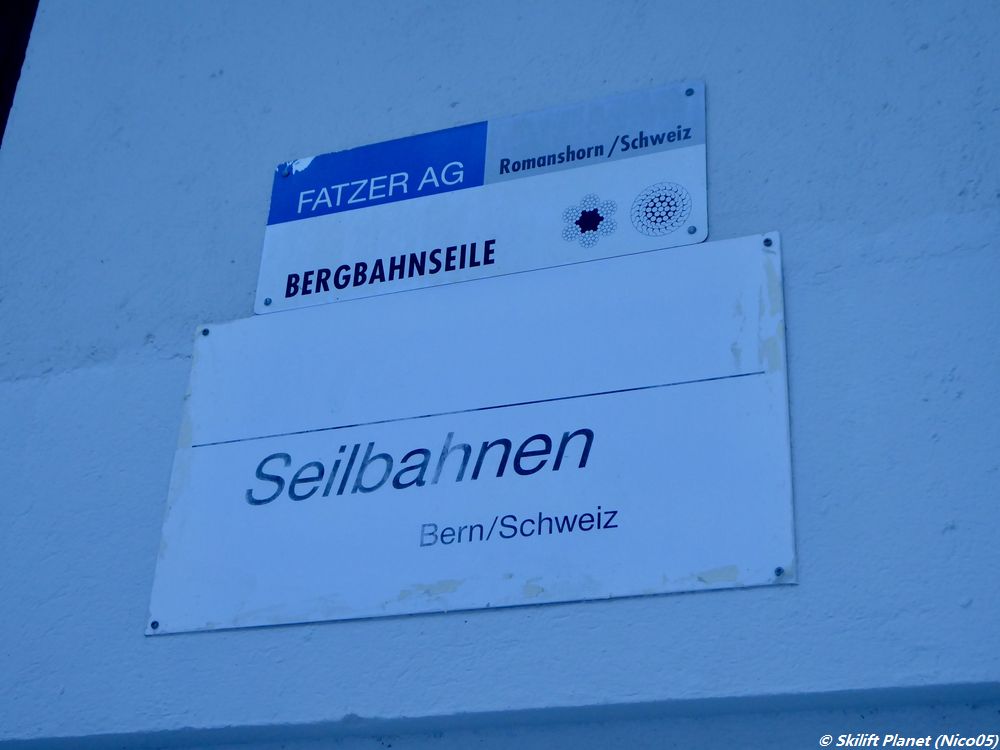 FATZER AG
Romanshorn/Schweiz
BERGBAHNSEILE
Seilbahnen
Bern/Schweiz
© Skilift Planet (Nico05)